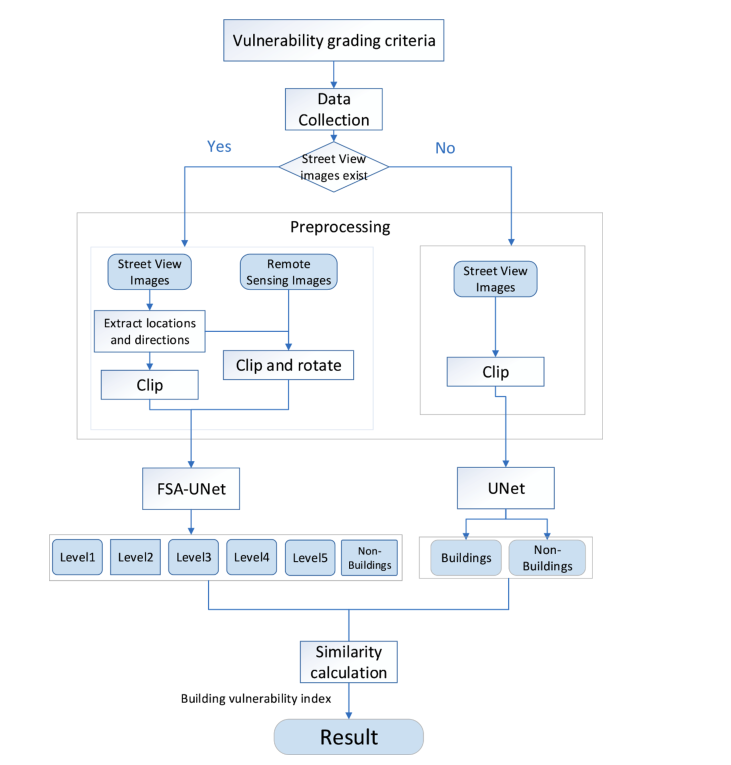 Vulnerability grading criteria
Data
Collection
Yes
No
Street View
images exist
Preprocessing
Street View
Images
Remote
Sensing Images
Street View
Images
Extract locations
and directions
Clip and rotate
Clip
Clip
FSA-UNet
UNet
Level1
Level2
Level3
Level4
Level5
Non-
Buildings
Buildings
Non-
Buildings
Similarity
calculation
Building vulnerability index
Result